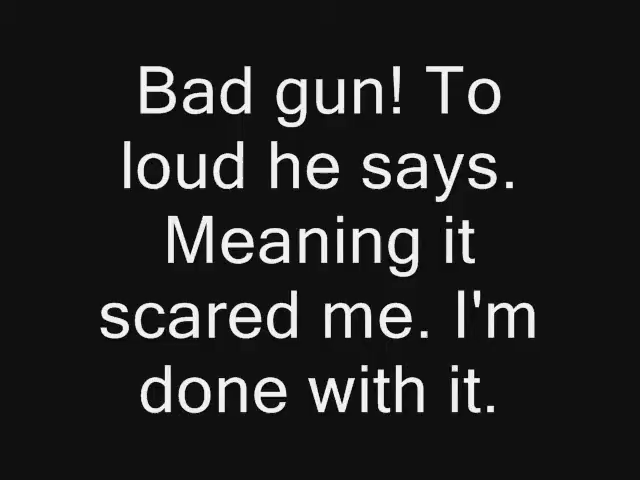 Bad gun! To
loud he says.
Meaning it
scared me. I'm
done with it.